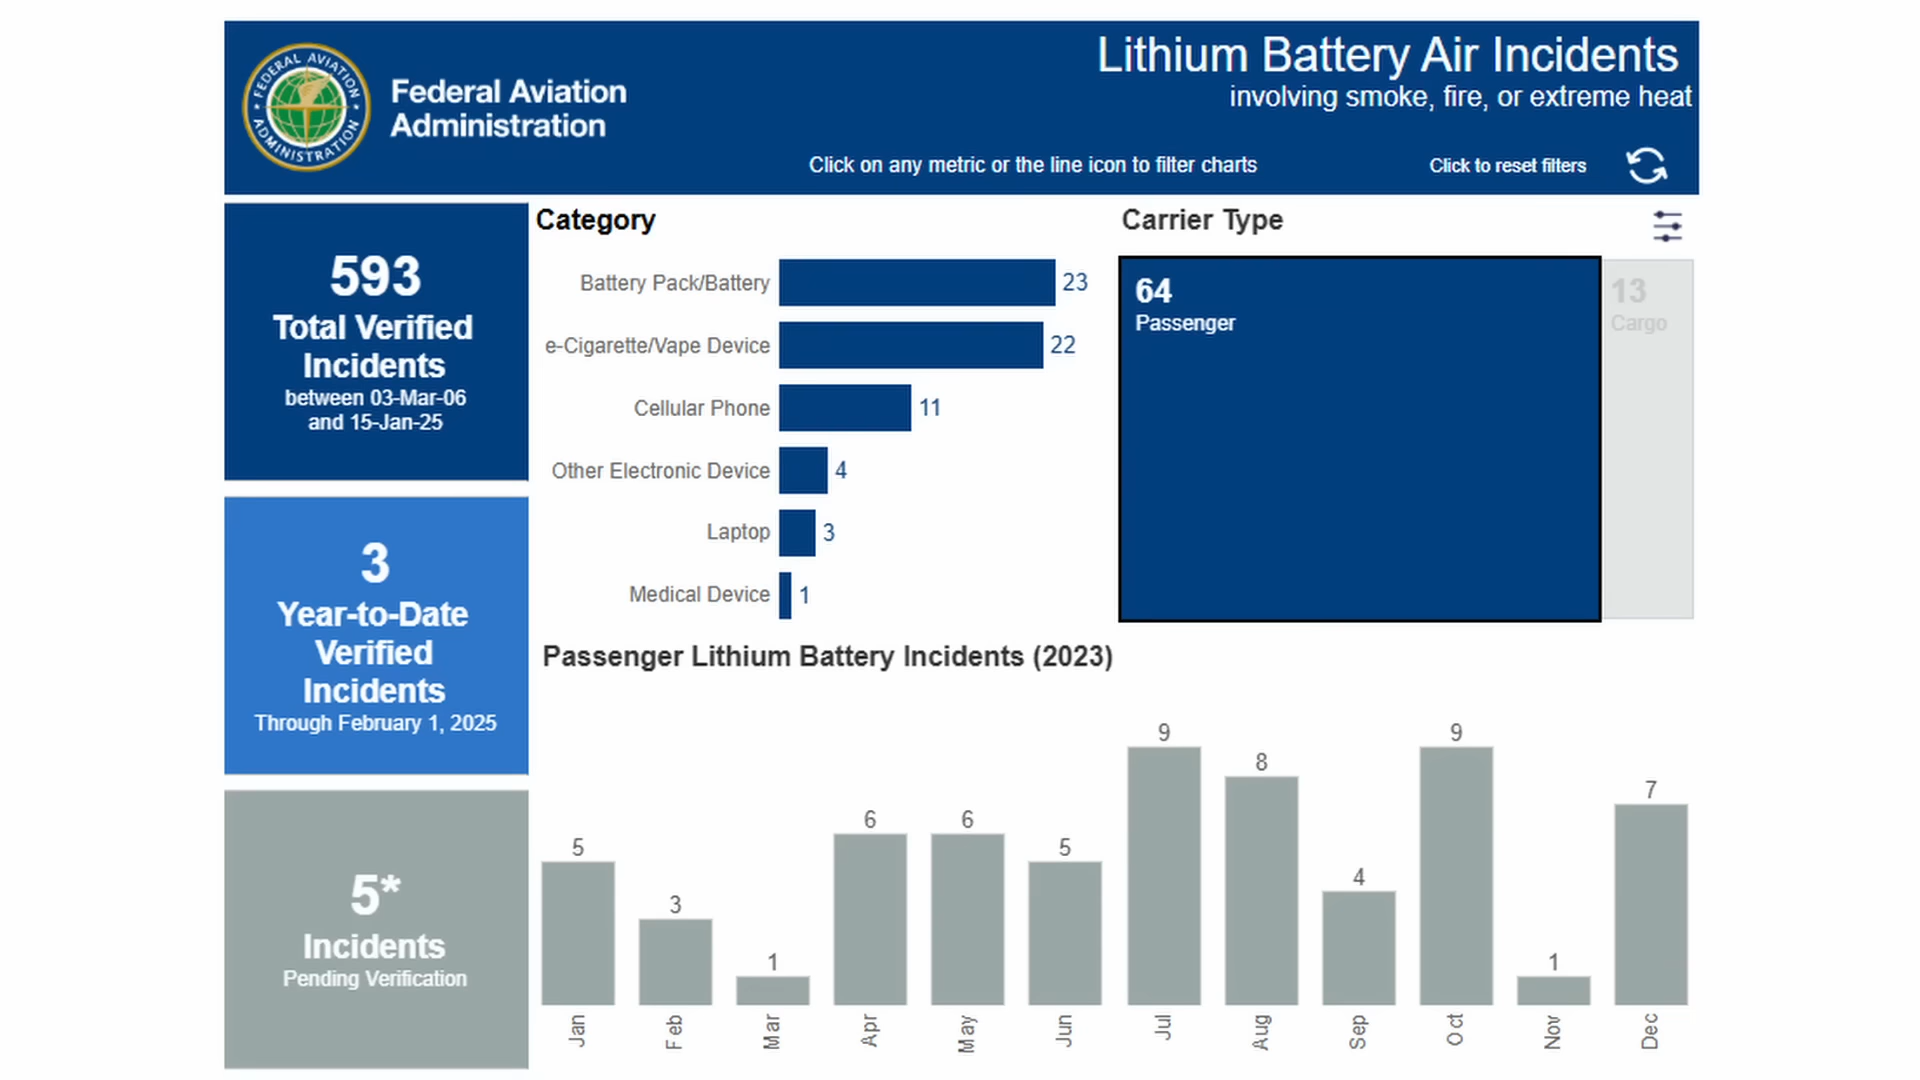 FEDERAL AVIATION
ADMINISTRATION
Federal Aviation
Administration
Lithium Battery Air Incidents
involving smoke, fire, or extreme heat
Click on any metric or the line icon to filter charts
Click to reset filters
593
Total Verified
Incidents
between 03-Mar-06
and 15-Jan-25
3
Year-to-Date
Verified
Incidents
Through February 1, 2025
5*
Incidents
Pending Verification
Category
Battery Pack/Battery 23
e-Cigarette/Vape Device 22
Cellular Phone 11
Other Electronic Device 4
Laptop 3
Medical Device 1
Carrier Type
64
Passenger
13
Cargo
Passenger Lithium Battery Incidents (2023)
5 3 1 6 6 5 9 8 4 9 1 7
Jan Feb Mar Apr May Jun Jul Aug Sep Oct Nov Dec